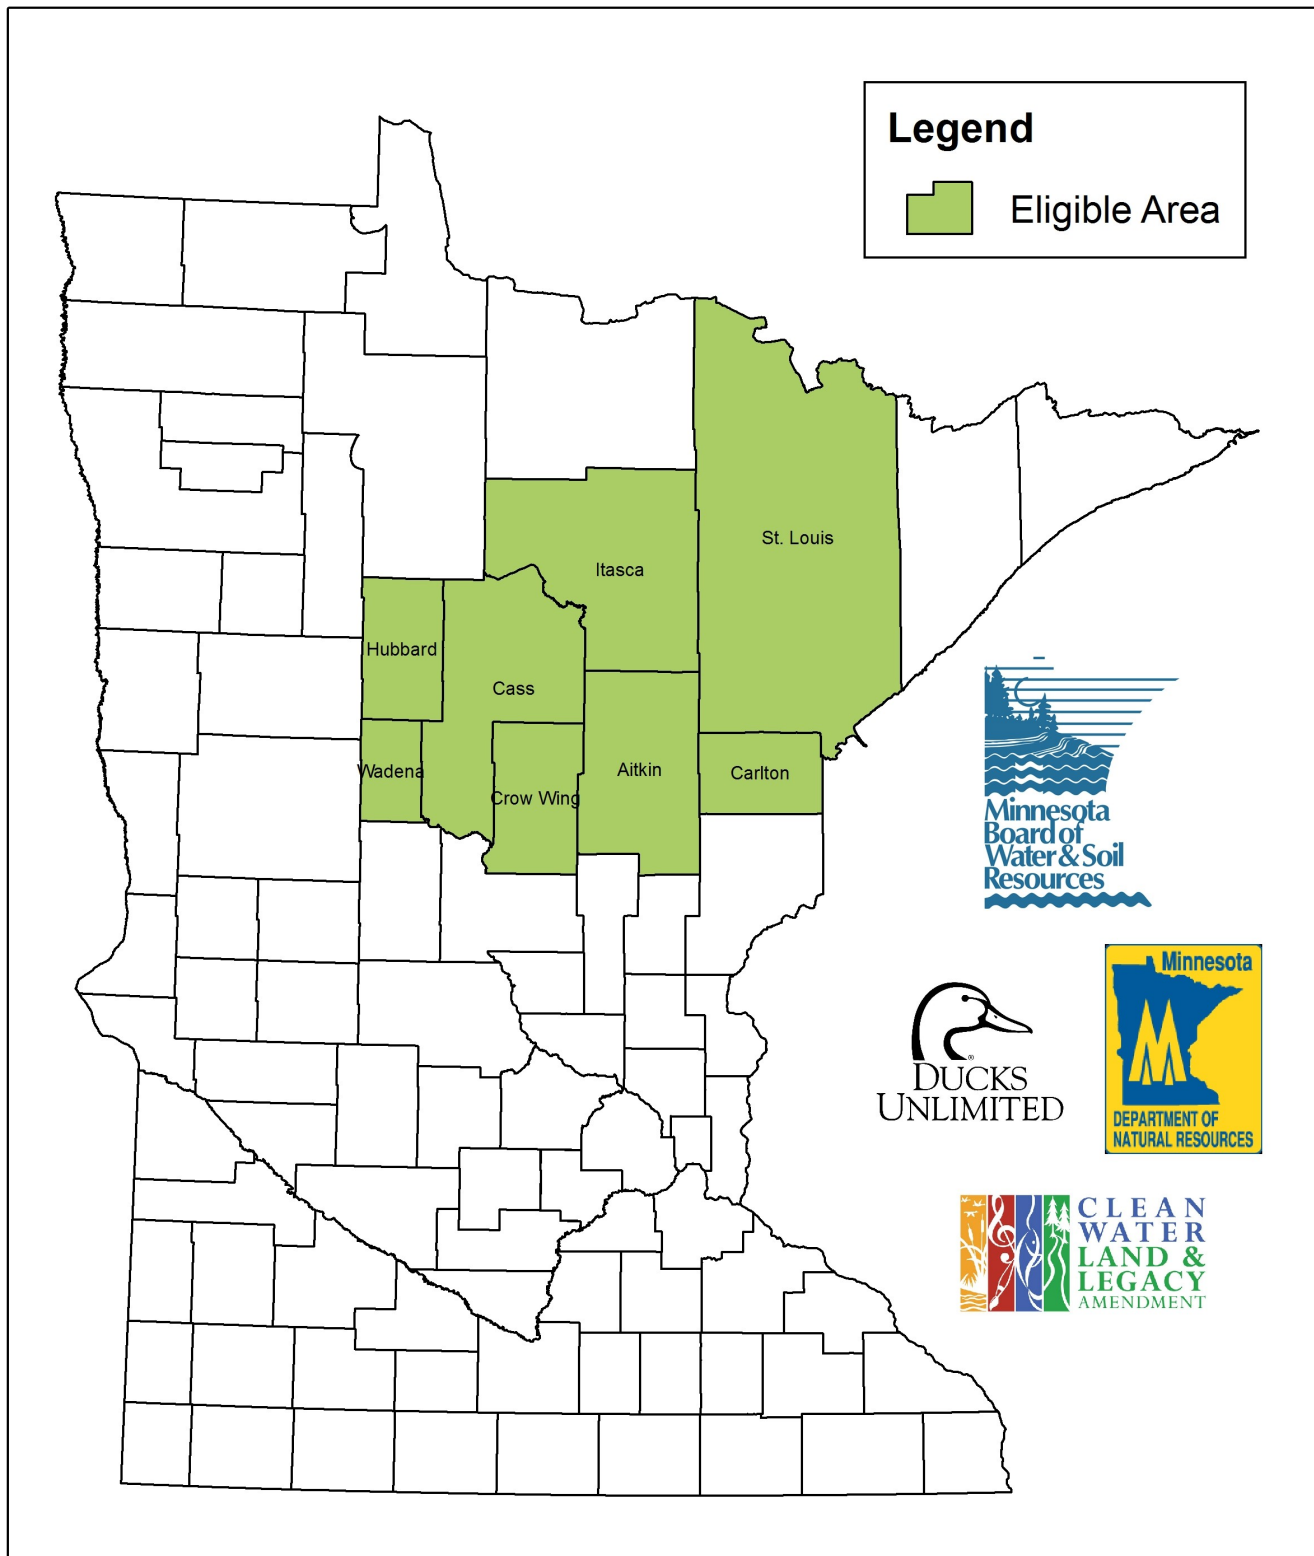 Legend
Eligible Area
St. Louis
Itasca
Hubbard
Cass
Wadena
Crow Wing
Aitkin
Carlton
Minnesota
Board of
Water & Soil
Resources
Minnesota
DEPARTMENT OF
NATURAL RESOURCES
®
DUCKS
UNLIMITED
CLEAN
WATER
LAND &
LEGACY
AMENDMENT